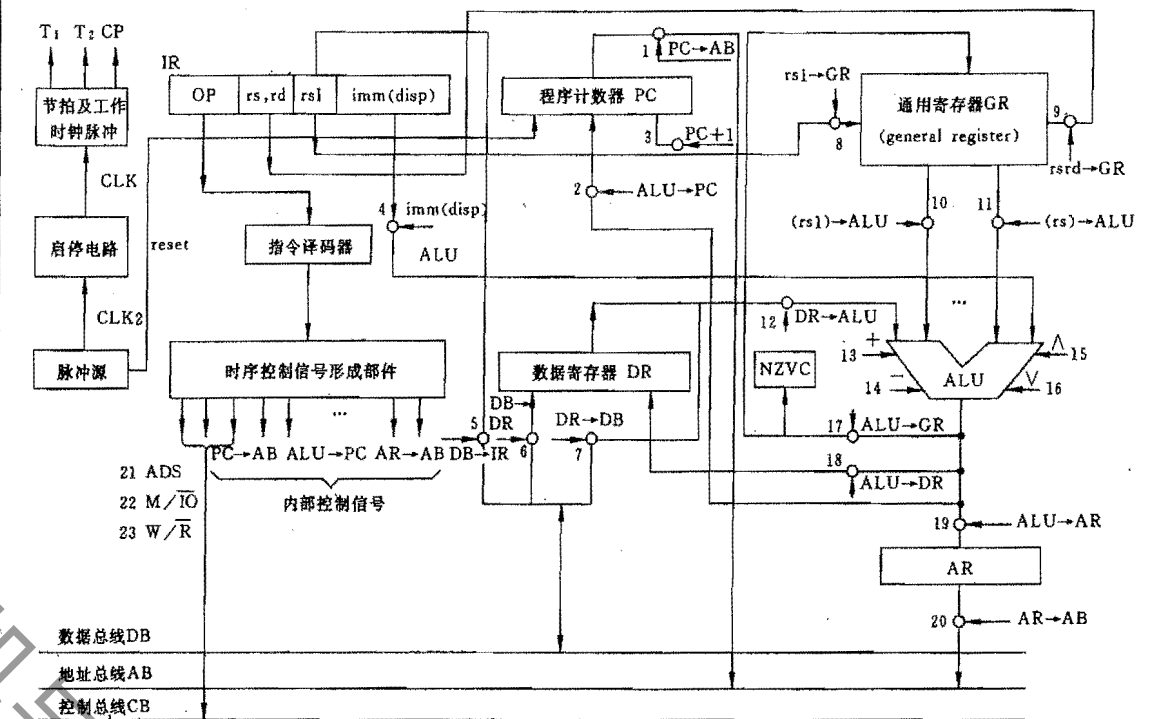 T₁ T₂ CP
IR
OP rs,rd rs1 imm(disp)
节拍及工作
时钟脉冲
CLK
启停电路
reset
CLK2
脉冲源
指令译码器
4 imm(disp)
ALU
时序控制信号形成部件
...
PC→AB ALU→PC AR→AB DB→IR
内部控制信号
21 ADS
22 M/I̅O̅
23 W/R̅
1 PC→AB
程序计数器 PC
3 PC+1
2 ALU→PC
rs1→GR
8
通用寄存器GR
(general register)
9
rsrd→GR
10 11
(rs1)→ALU (rs)→ALU
...
12 DR→ALU
数据寄存器 DR
DB→
5 DR
6
DR→DB
7
NZVC
13 + ∧ 15
ALU
14 − ∨ 16
17 ALU→GR
18
ALU→DR
19 ALU→AR
AR
20 AR→AB
数据总线DB
地址总线AB
控制总线CB